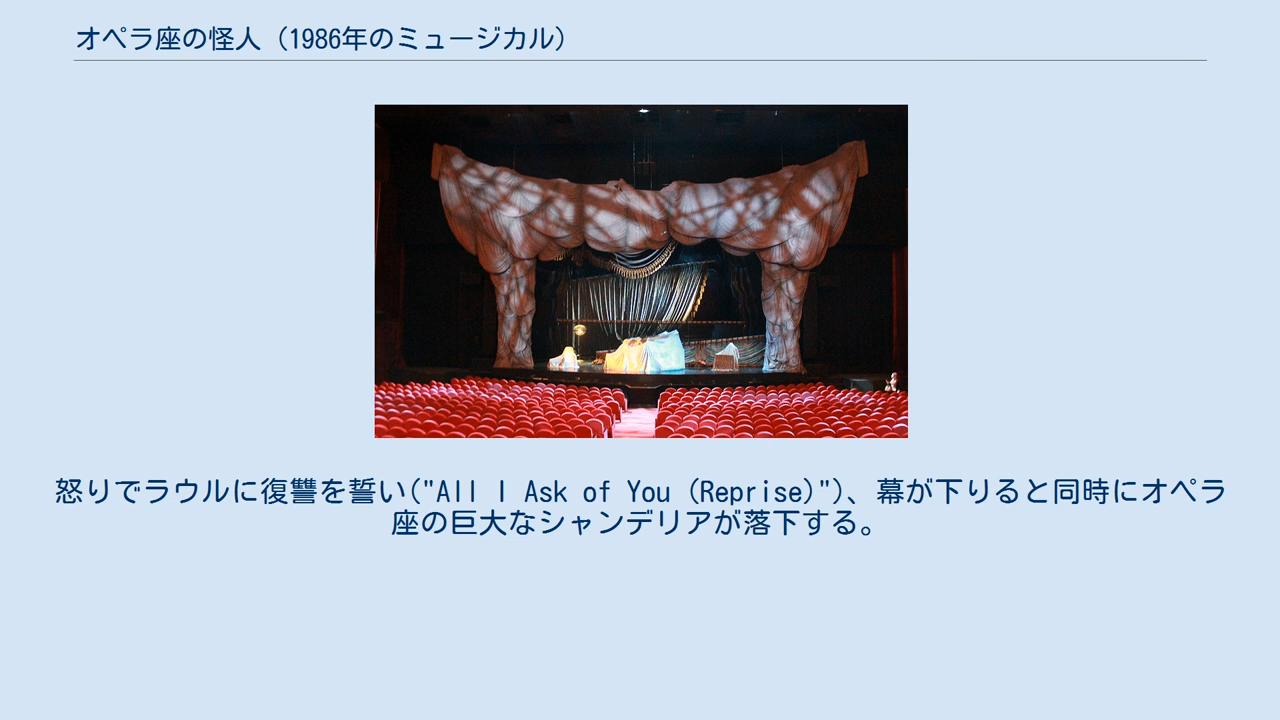 オペラ座の怪人（1986年のミュージカル）
怒りでラウルに復讐を誓い("All I Ask of You (Reprise)")、幕が下りると同時にオペラ
座の巨大なシャンデリアが落下する。